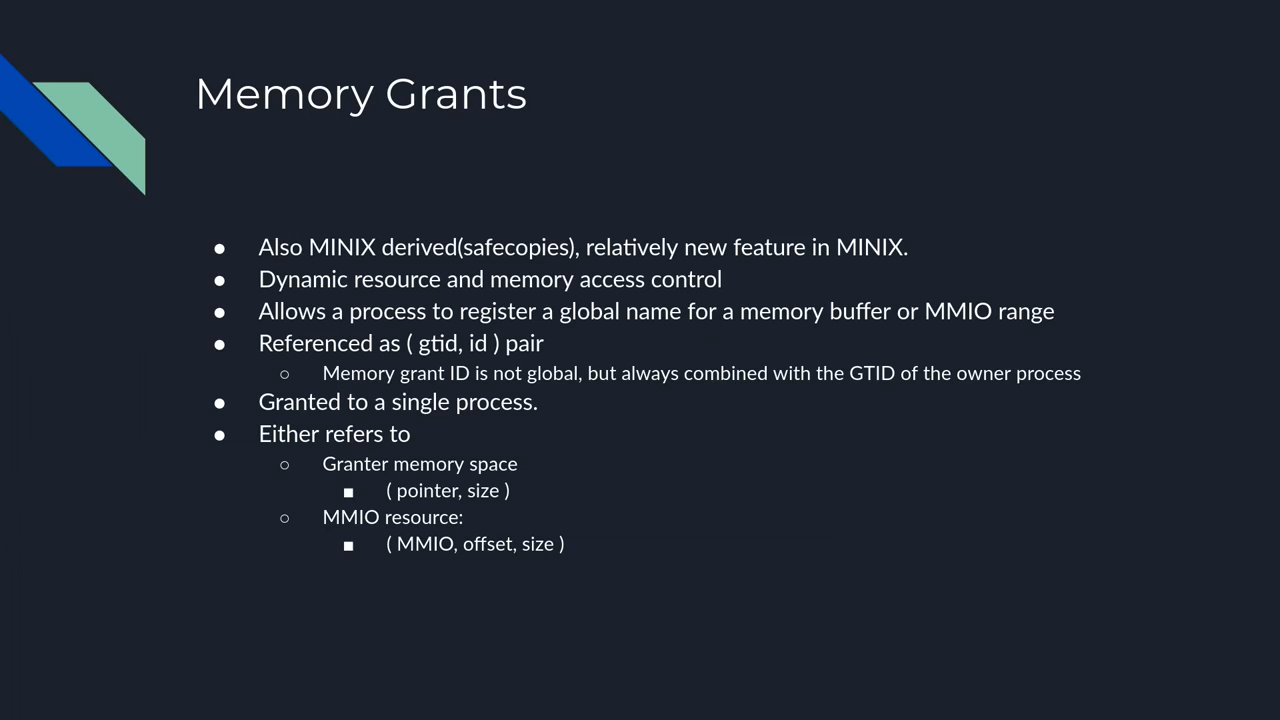 Memory Grants
● Also MINIX derived(safecopies), relatively new feature in MINIX.
● Dynamic resource and memory access control
● Allows a process to register a global name for a memory buffer or MMIO range
● Referenced as ( gtid, id ) pair
○ Memory grant ID is not global, but always combined with the GTID of the owner process
● Granted to a single process.
● Either refers to
○ Granter memory space
■ ( pointer, size )
○ MMIO resource:
■ ( MMIO, offset, size )